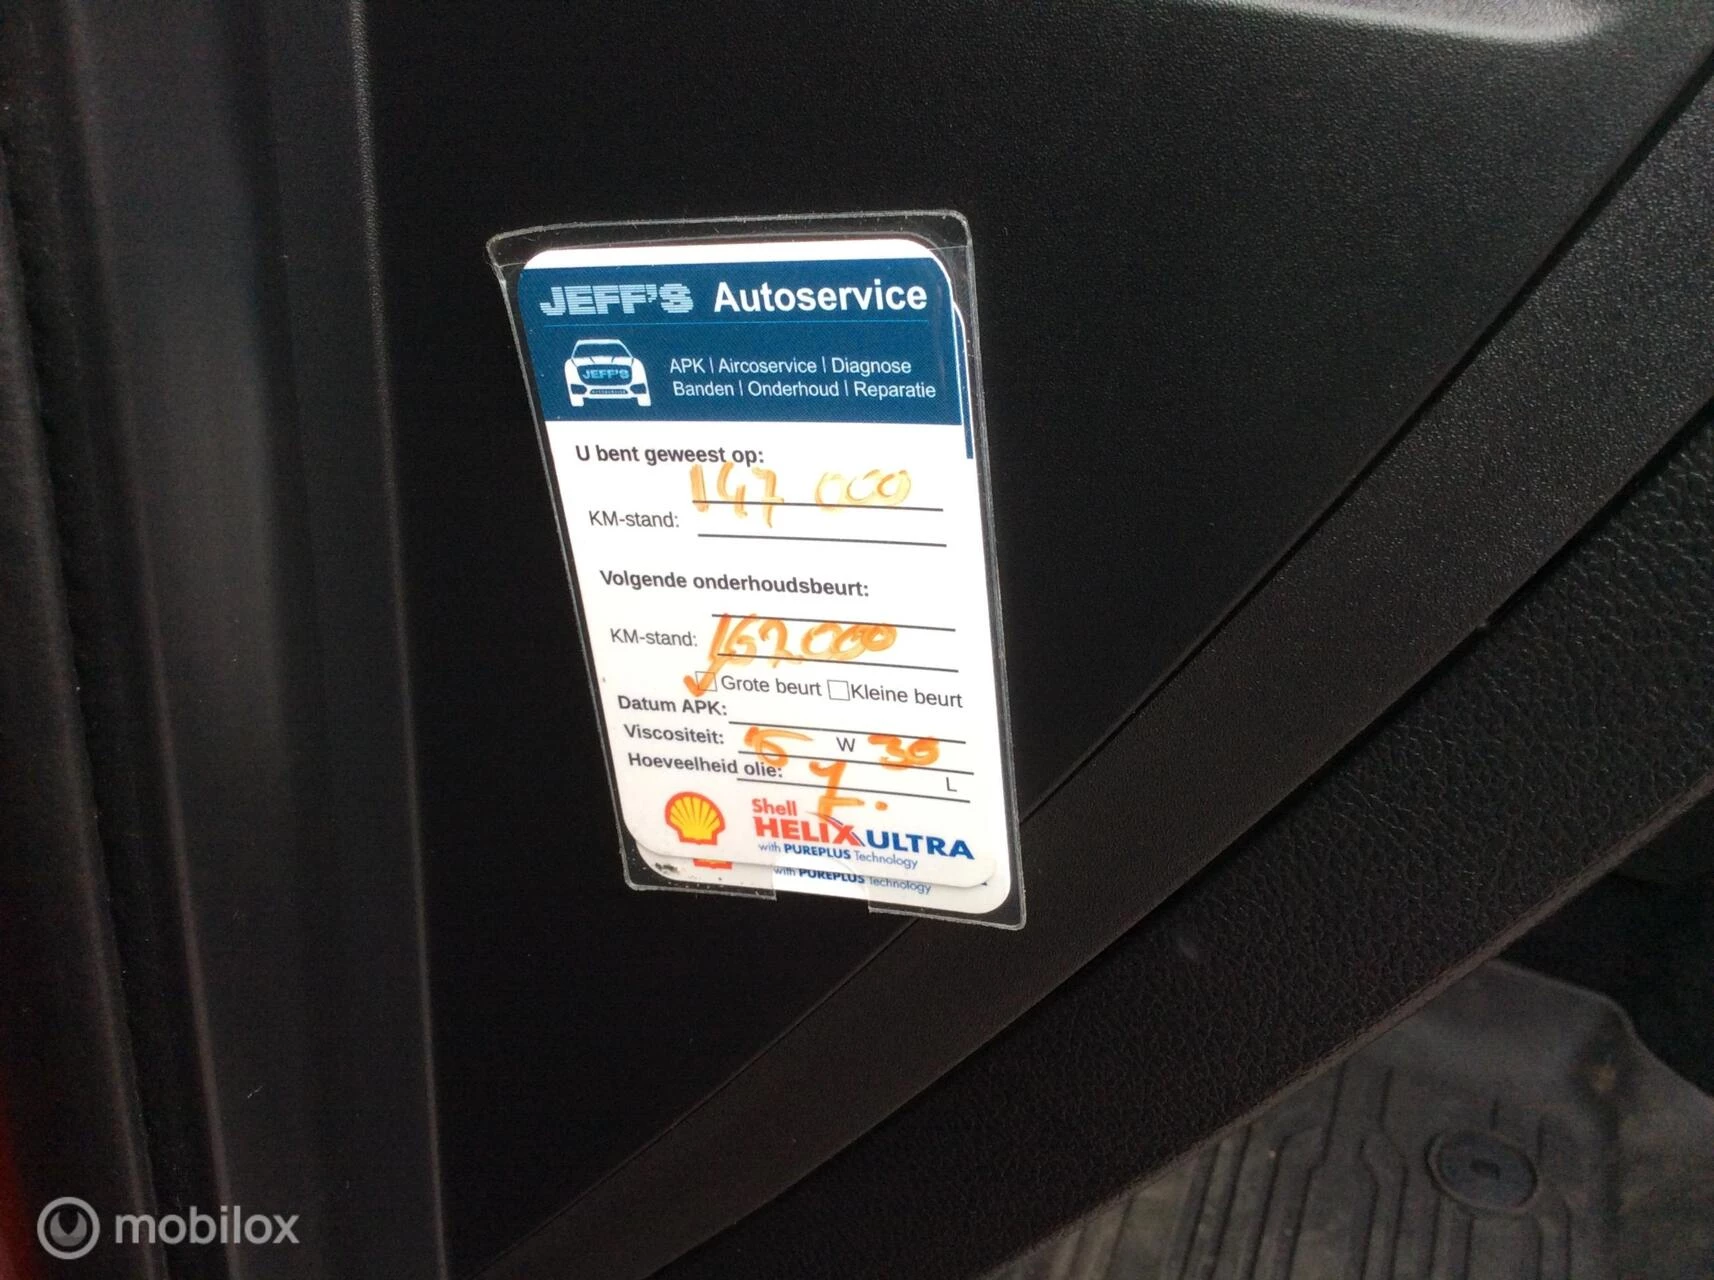 JEFF'S Autoservice
JEFF'S
APK | Aircoservice | Diagnose
Banden | Onderhoud | Reparatie
U bent geweest op:
147 000
KM-stand:
Volgende onderhoudsbeurt:
KM-stand: 162000
Grote beurt Kleine beurt
Datum APK:
Viscositeit: 5 W 30
Hoeveelheid olie: L
Shell
HELIX ULTRA
with PUREPLUS Technology
with PUREPLUS Technology
mobilox